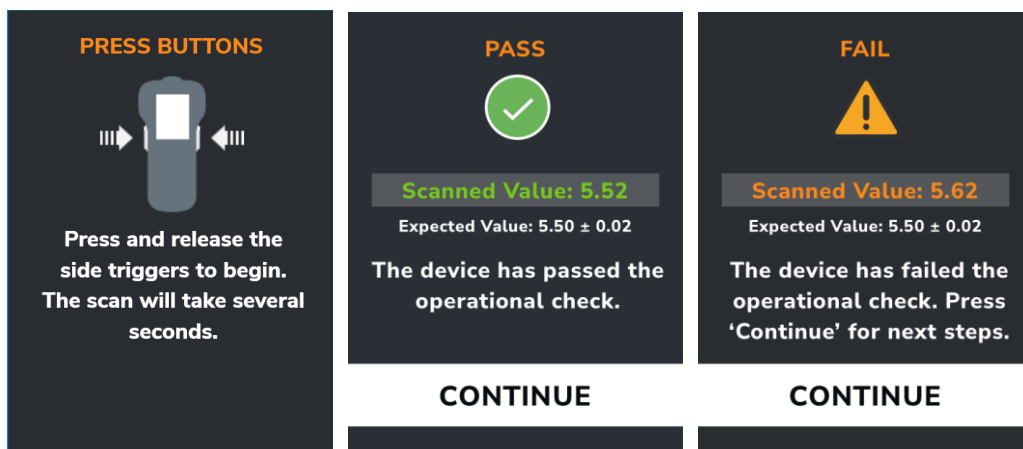 PRESS BUTTONS
Press and release the
side triggers to begin.
The scan will take several
seconds.
PASS
Scanned Value: 5.52
Expected Value: 5.50 ± 0.02
The device has passed the
operational check.
CONTINUE
FAIL
Scanned Value: 5.62
Expected Value: 5.50 ± 0.02
The device has failed the
operational check. Press
‘Continue’ for next steps.
CONTINUE